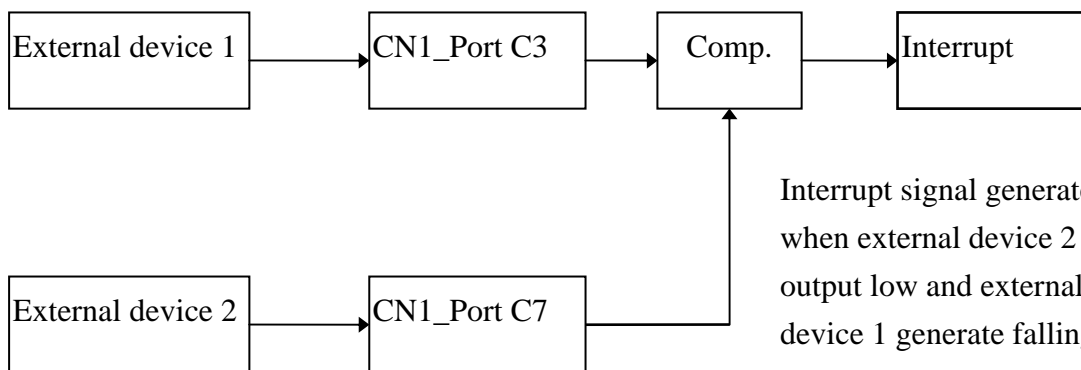 External device 1
CN1_Port C3
Comp.
Interrupt
Interrupt signal generate
when external device 2
output low and external
device 1 generate falling
External device 2
CN1_Port C7